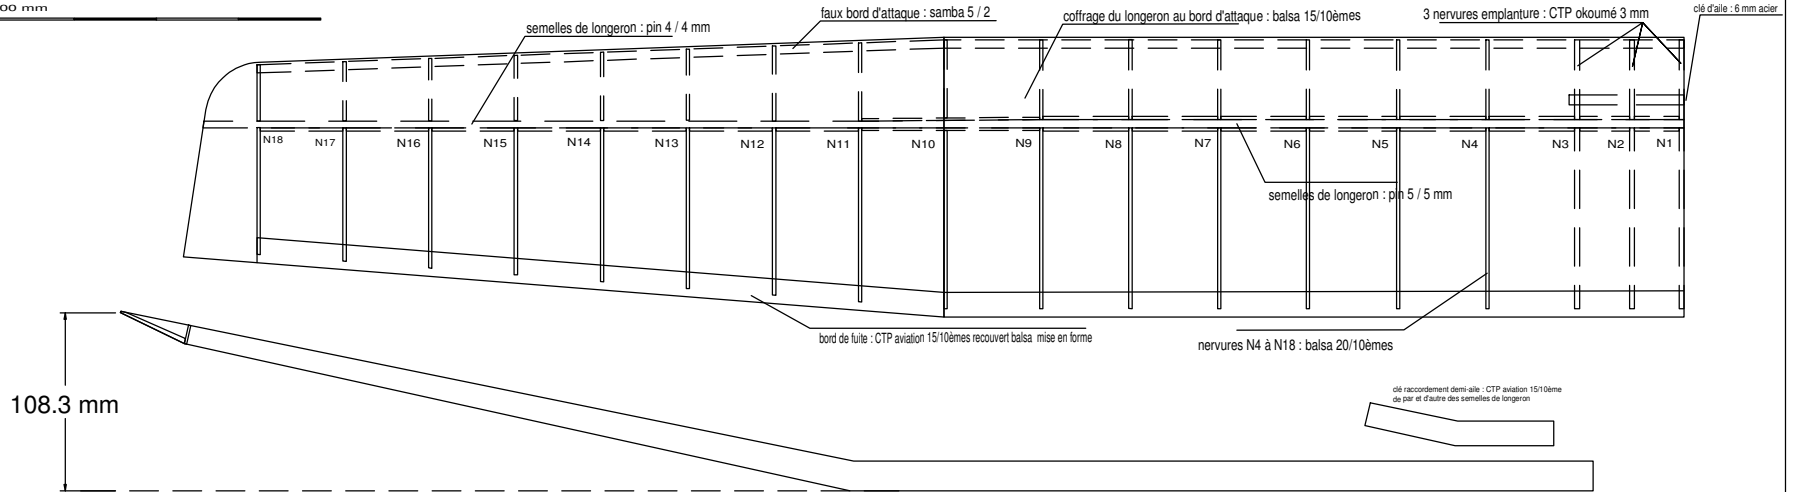 00 mm
faux bord d'attaque : samba 5 / 2
semelles de longeron : pin 4 / 4 mm
coffrage du longeron au bord d'attaque : balsa 15/10èmes
3 nervures emplanture : CTP okoumé 3 mm
clé d'aile : 6 mm acier
N18
N17
N16
N15
N14
N13
N12
N11
N10
N9
N8
N7
N6
N5
N4
N3
N2
N1
semelles de longeron : pin 5 / 5 mm
bord de fuite : CTP aviation 15/10èmes recouvert balsa mise en forme
nervures N4 à N18 : balsa 20/10èmes
108.3 mm
clé raccordement demi-aile : CTP aviation 15/10ème
de par et d'autre des semelles de longeron